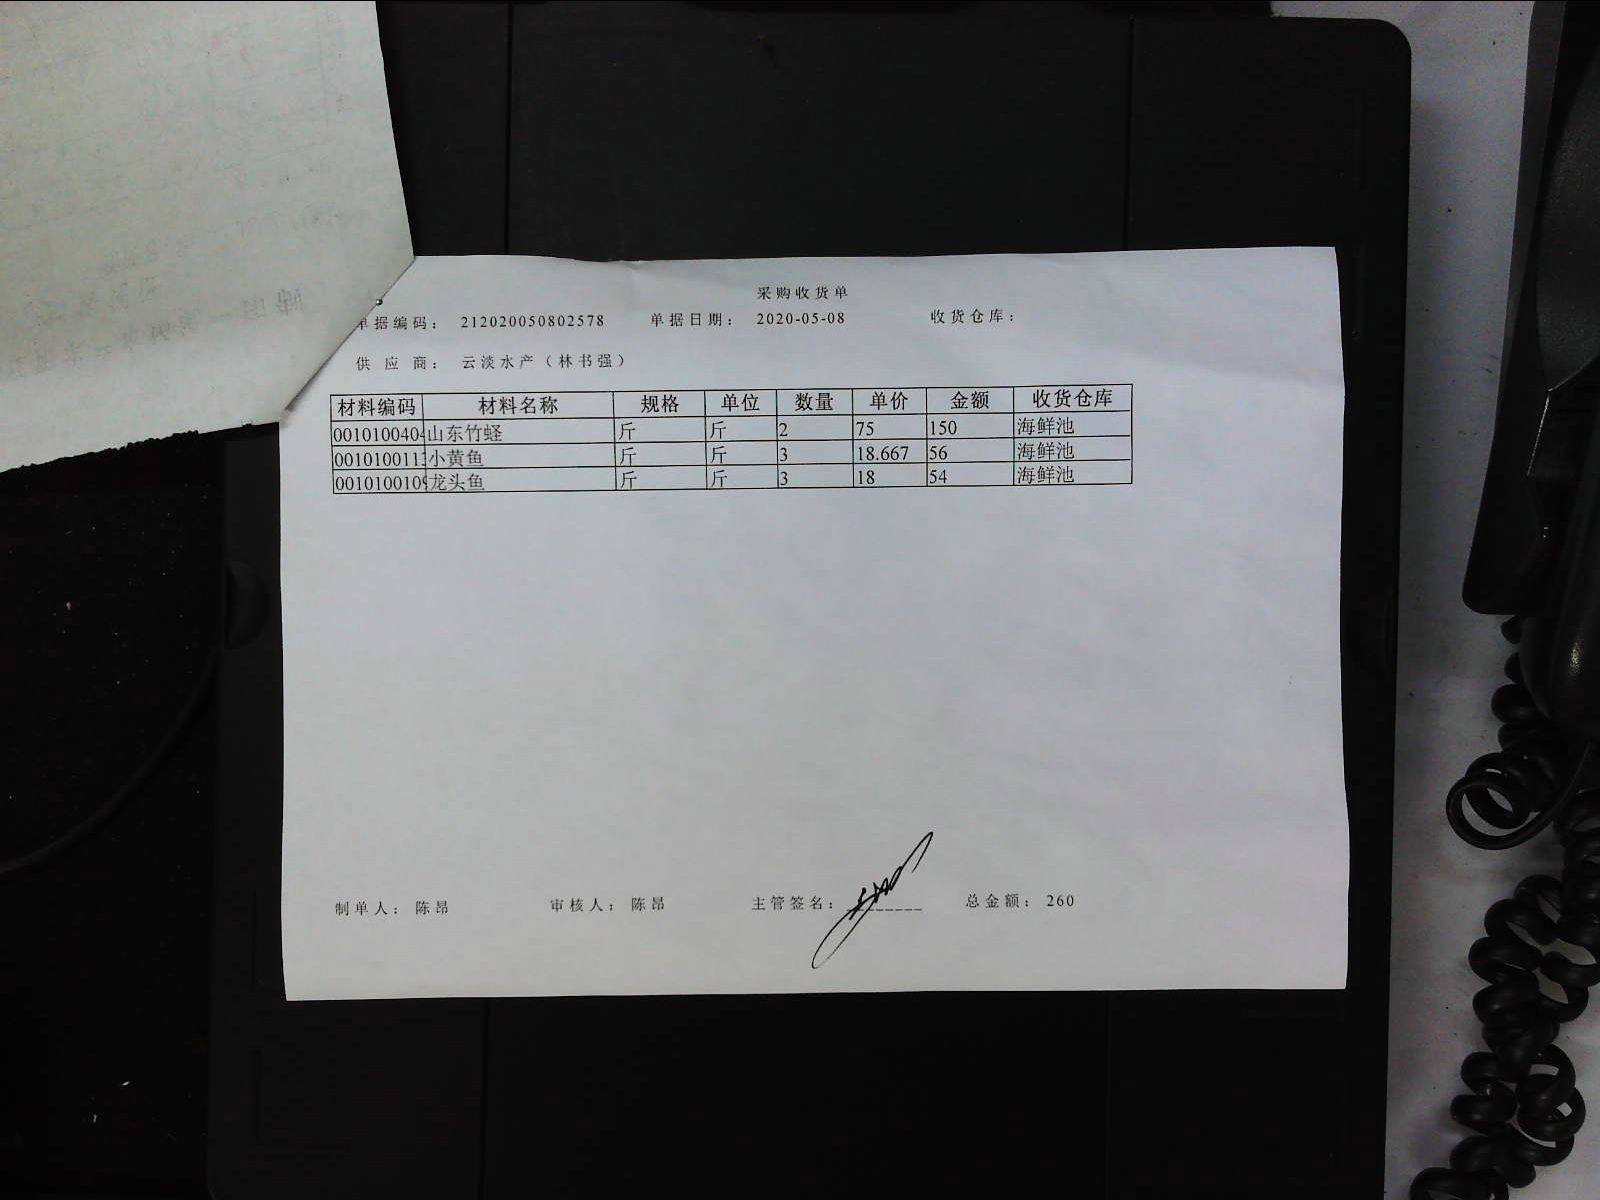 采购收货单
单据编码： 212020050802578 单据日期： 2020-05-08 收货仓库：
供 应 商： 云淡水产（林书强）
材料编码 材料名称 规格 单位 数量 单价 金额 收货仓库
0010100404 山东竹蛏 斤 斤 2 75 150 海鲜池
001010011 小黄鱼 斤 斤 3 18.667 56 海鲜池
001010010 龙头鱼 斤 斤 3 18 54 海鲜池
制单人： 陈昂 审核人： 陈昂 主管签名： 总金额： 260